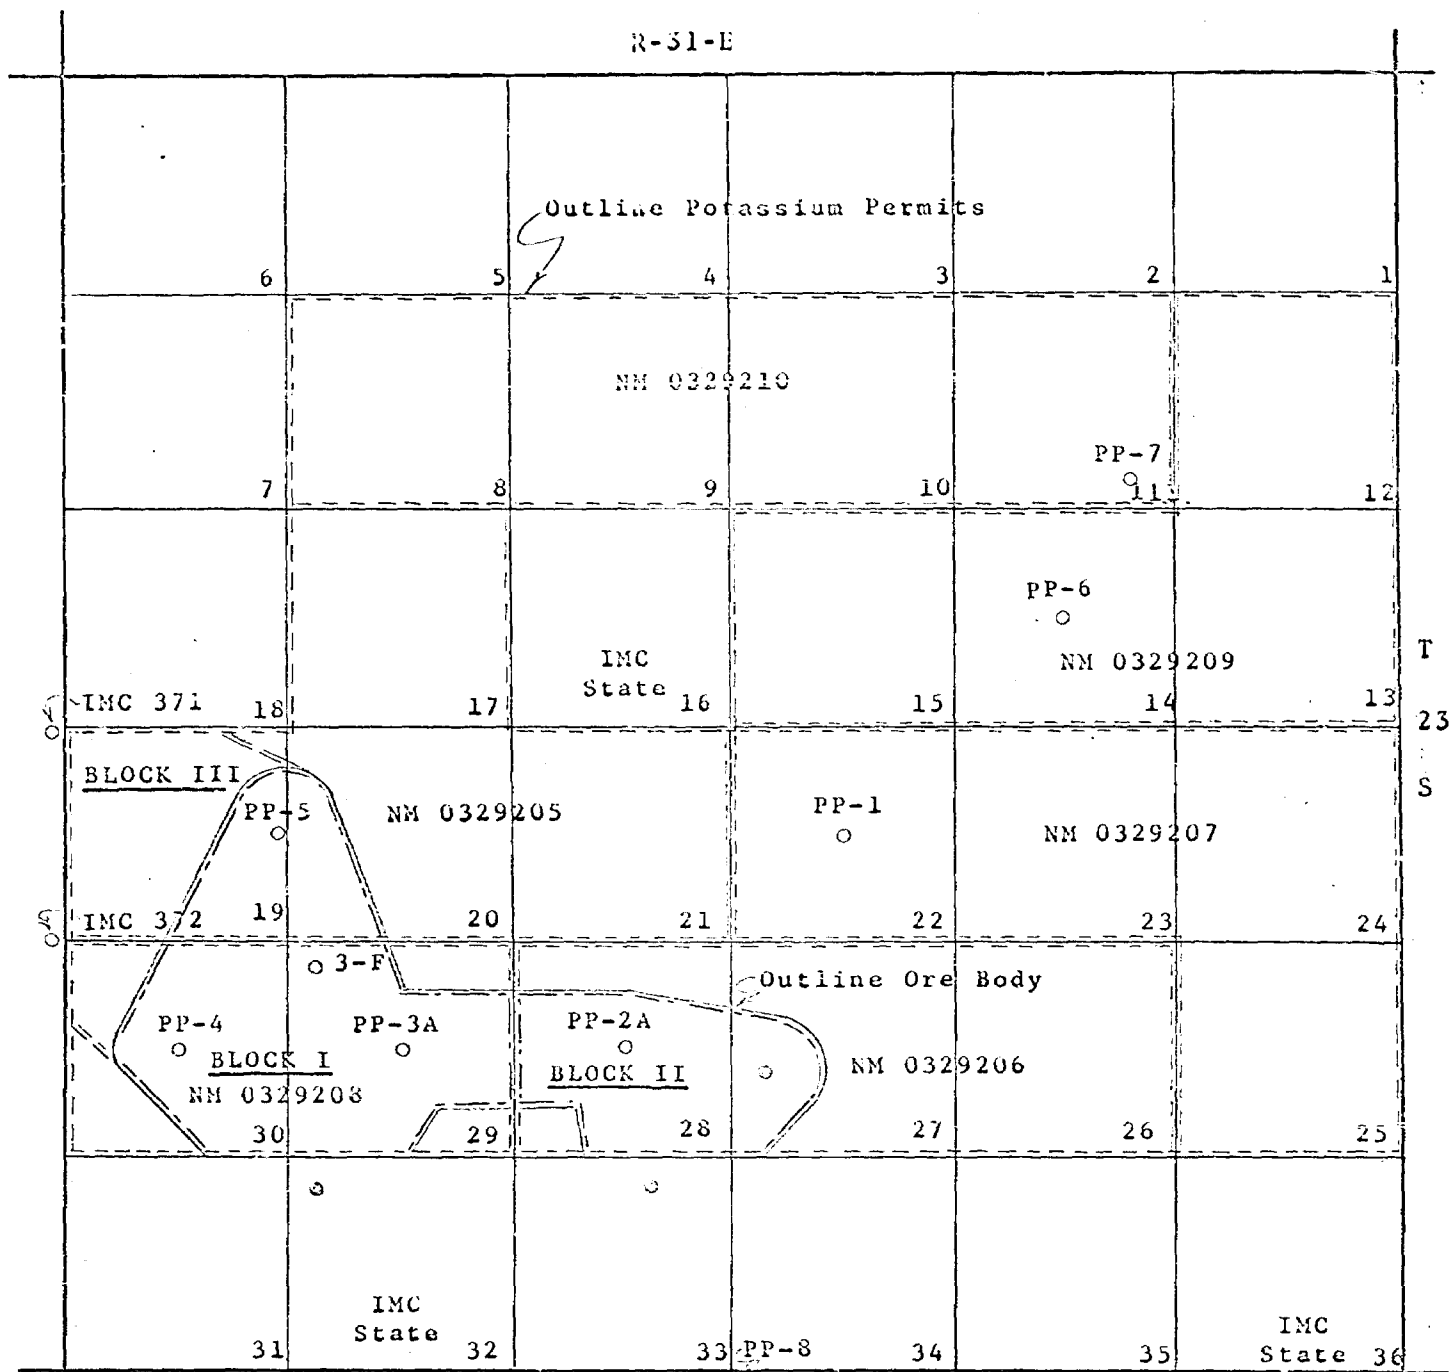 R-31-E
Outline Potassium Permits
6 5 4 3 2 1
NM 0329210
PP-7
7 8 9 10 11 12
PP-6
IMC
State
NM 0329209
T
23
S
IMC 371 18 17 16 15 14 13
BLOCK III
PP-5
NM 0329205
PP-1
NM 0329207
IMC 372 19 20 21 22 23 24
3-F
Outline Ore Body
PP-4
PP-3A
PP-2A
BLOCK I
BLOCK II
NM 0329206
NM 0329208
30 29 28 27 26 25
IMC
State
IMC
State
31 32 33 PP-8 34 35 36